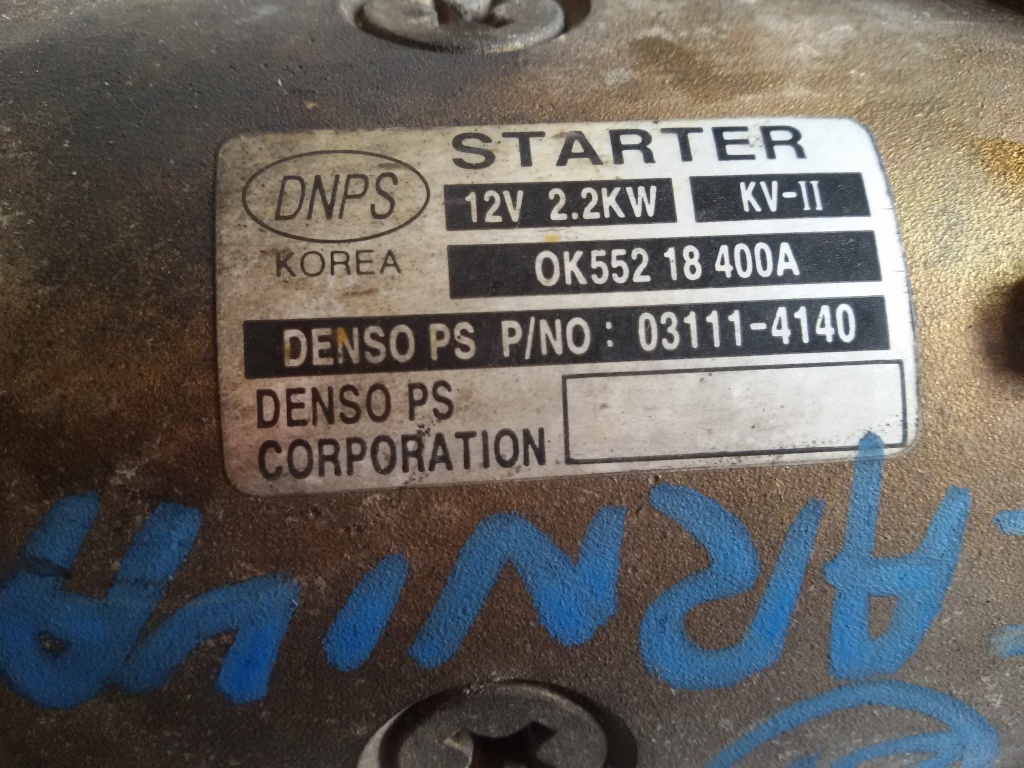 STARTER
DNPS
12V 2.2KW
KV-II
KOREA
OK552 18 400A
DENSO PS P/NO : 03111-4140
DENSO PS
CORPORATION
ARNIVA